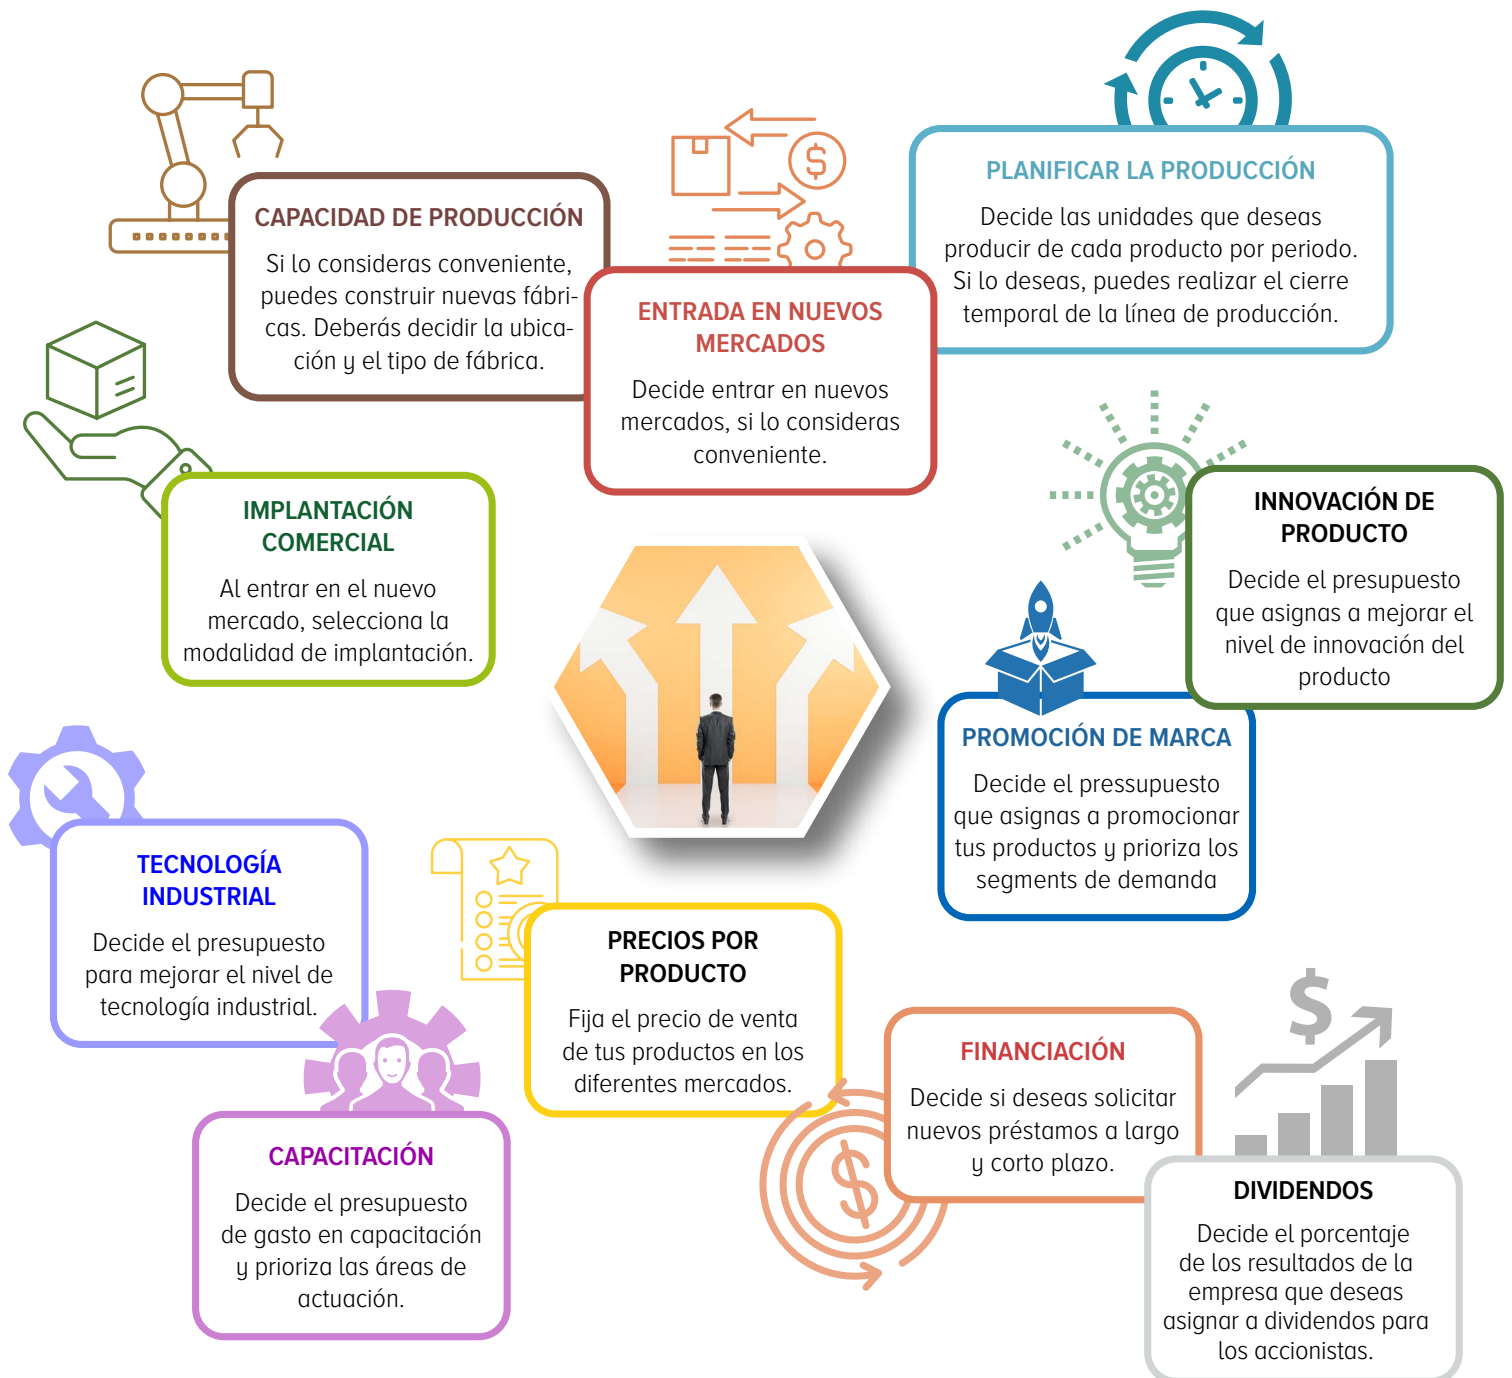 CAPACIDAD DE PRODUCCIÓN
Si lo consideras conveniente,
puedes construir nuevas fábri-
cas. Deberás decidir la ubica-
ción y el tipo de fábrica.
ENTRADA EN NUEVOS
MERCADOS
Decide entrar en nuevos
mercados, si lo consideras
conveniente.
PLANIFICAR LA PRODUCCIÓN
Decide las unidades que deseas
producir de cada producto por periodo.
Si lo deseas, puedes realizar el cierre
temporal de la línea de producción.
IMPLANTACIÓN
COMERCIAL
Al entrar en el nuevo
mercado, selecciona la
modalidad de implantación.
INNOVACIÓN DE
PRODUCTO
Decide el presupuesto
que asignas a mejorar el
nivel de innovación del
producto
PROMOCIÓN DE MARCA
Decide el pressupuesto
que asignas a promocionar
tus productos y prioriza los
segments de demanda
TECNOLOGÍA
INDUSTRIAL
Decide el presupuesto
para mejorar el nivel de
tecnología industrial.
PRECIOS POR
PRODUCTO
Fija el precio de venta
de tus productos en los
diferentes mercados.
CAPACITACIÓN
Decide el presupuesto
de gasto en capacitación
y prioriza las áreas de
actuación.
FINANCIACIÓN
Decide si deseas solicitar
nuevos préstamos a largo
y corto plazo.
DIVIDENDOS
Decide el porcentaje
de los resultados de la
empresa que deseas
asignar a dividendos para
los accionistas.